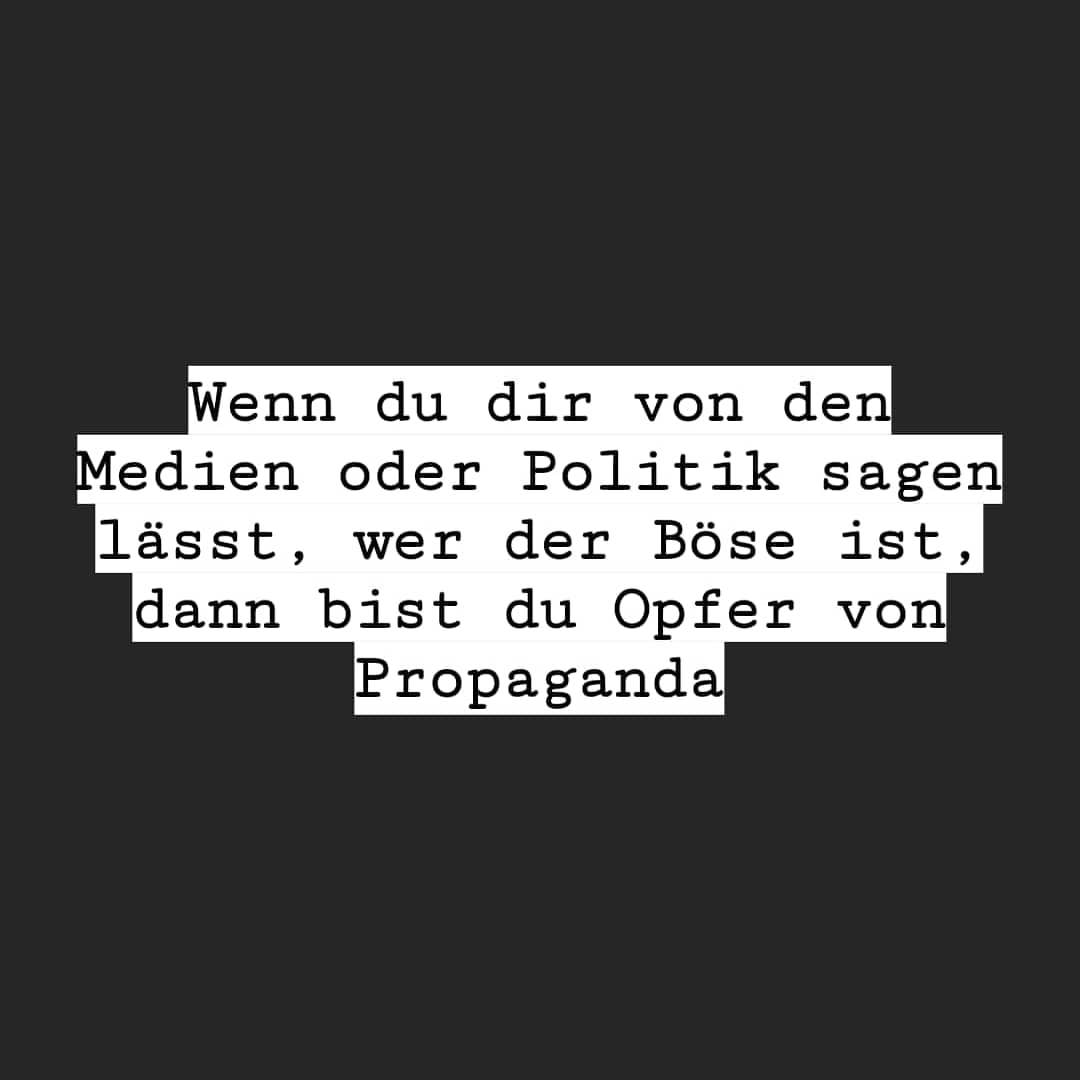 Wenn du dir von den
Medien oder Politik sagen
lässt, wer der Böse ist,
dann bist du Opfer von
Propaganda